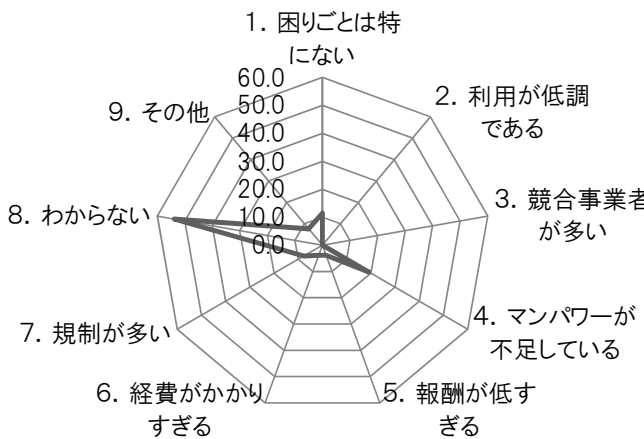 1. 困りごとは特
にない
2. 利用が低調
である
3. 競合事業者
が多い
4. マンパワーが
不足している
5. 報酬が低す
ぎる
6. 経費がかかり
すぎる
7. 規制が多い
8. わからない
9. その他
60.0
50.0
40.0
30.0
20.0
10.0
0.0